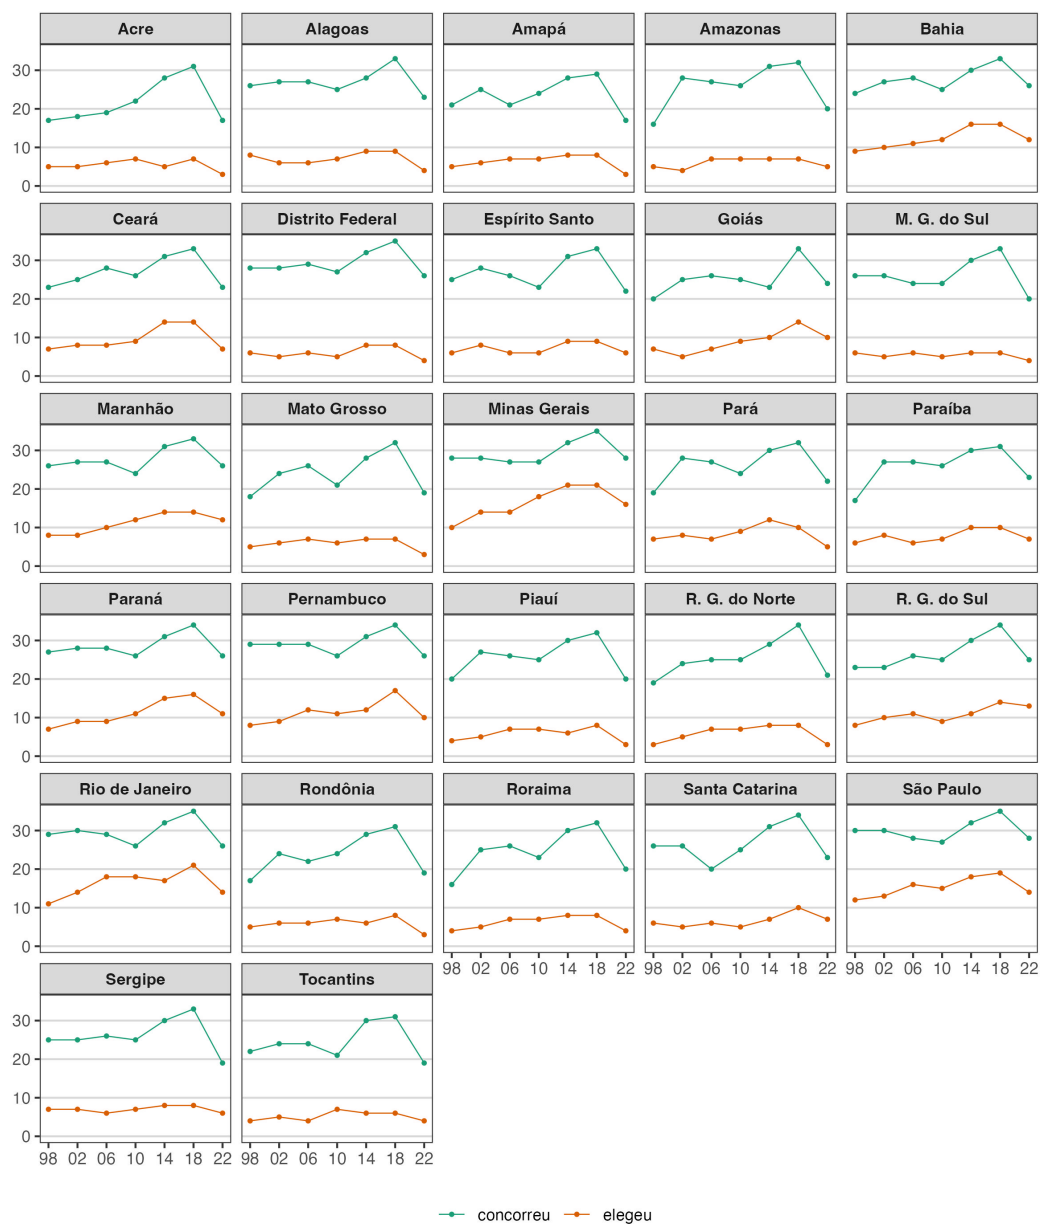 Acre Alagoas Amapá Amazonas Bahia
30
20
10
0
Ceará Distrito Federal Espírito Santo Goiás M. G. do Sul
30
20
10
0
Maranhão Mato Grosso Minas Gerais Pará Paraíba
30
20
10
0
Paraná Pernambuco Piauí R. G. do Norte R. G. do Sul
30
20
10
0
Rio de Janeiro Rondônia Roraima Santa Catarina São Paulo
30
20
10
0
98 02 06 10 14 18 22 98 02 06 10 14 18 22 98 02 06 10 14 18 22
Sergipe Tocantins
30
20
10
0
98 02 06 10 14 18 22 98 02 06 10 14 18 22
concorreu elegeu